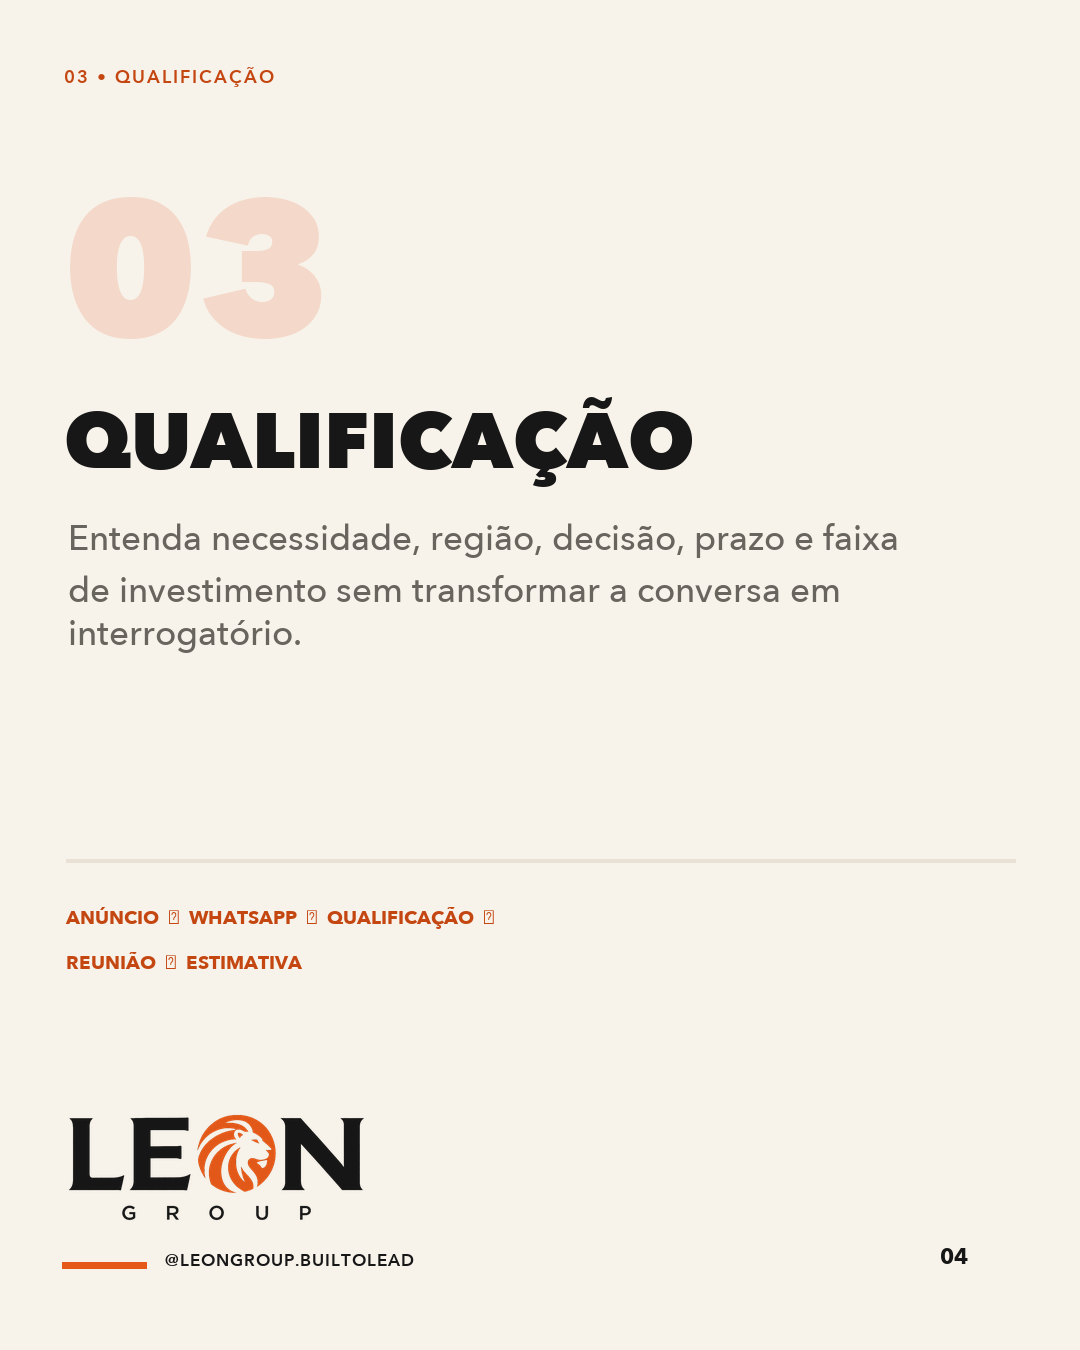 03 • QUALIFICAÇÃO
03
QUALIFICAÇÃO
Entenda necessidade, região, decisão, prazo e faixa
de investimento sem transformar a conversa em
interrogatório.
ANÚNCIO ⍰ WHATSAPP ⍰ QUALIFICAÇÃO ⍰
REUNIÃO ⍰ ESTIMATIVA
LEON
GROUP
@LEONGROUP.BUILTOLEAD
04